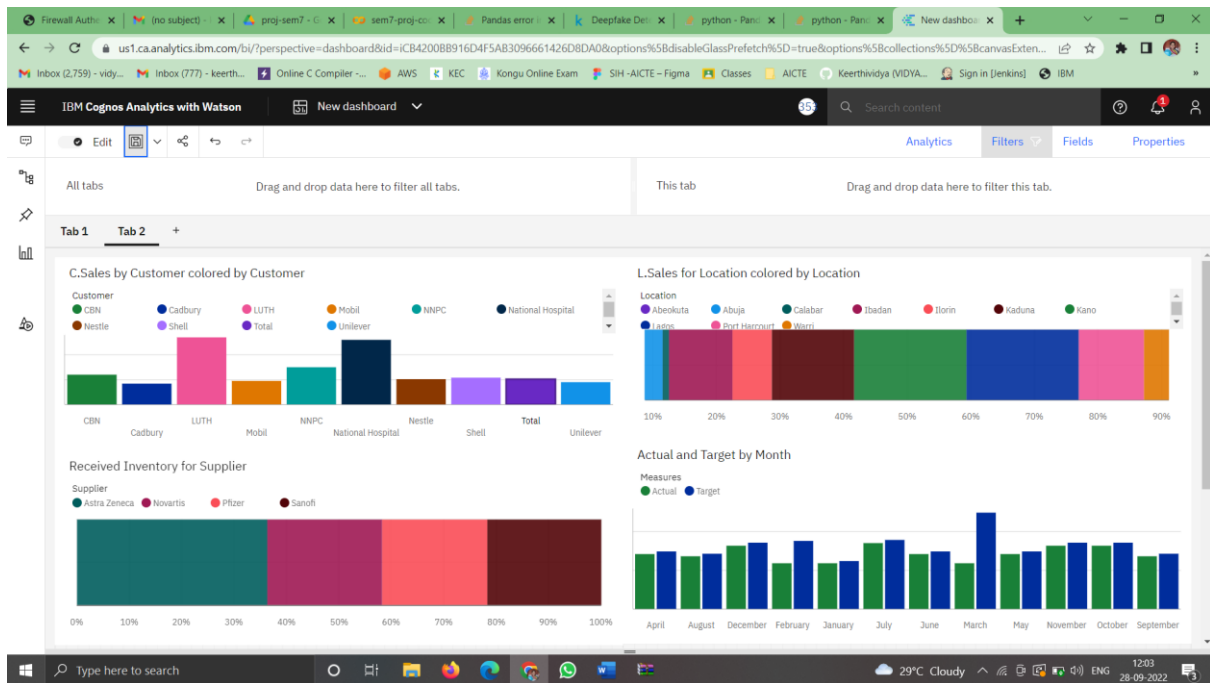 Firewall Authe
(no subject) -
proj-sem7 - G
sem7-proj-co
Pandas error i
Deepfake Det
python - Pand
python - Pand
New dashboa
us1.ca.analytics.ibm.com/bi/?perspective=dashboard&id=iCB4200BB916D4F5AB3096661426D8DA0&options%5BdisableGlassPrefetch%5D=true&options%5Bcollections%5D%5BcanvasExten...
Inbox (2,759) - vidy...
Inbox (777) - keerth...
Online C Compiler -...
AWS
KEC
Kongu Online Exam
SIH -AICTE – Figma
Classes
AICTE
Keerthividya (VIDYA...
Sign in [Jenkins]
IBM
IBM Cognos Analytics with Watson
New dashboard
353
Search content
1
Edit
Analytics Filters Fields Properties
All tabs Drag and drop data here to filter all tabs.
This tab Drag and drop data here to filter this tab.
Tab 1 Tab 2 +
C.Sales by Customer colored by Customer
Customer
CBN Cadbury LUTH Mobil NNPC National Hospital
Nestle Shell Total Unilever
CBN LUTH NNPC Nestle Total
Cadbury Mobil National Hospital Shell Unilever
L.Sales for Location colored by Location
Location
Abeokuta Abuja Calabar Ibadan Ilorin Kaduna Kano
Lagos Port Harcourt Warri
10% 20% 30% 40% 50% 60% 70% 80% 90%
Received Inventory for Supplier
Supplier
Astra Zeneca Novartis Pfizer Sanofi
0% 10% 20% 30% 40% 50% 60% 70% 80% 90% 100%
Actual and Target by Month
Measures
Actual Target
April August December February January July June March May November October September
Type here to search
29°C Cloudy
ENG
12:03
28-09-2022
3